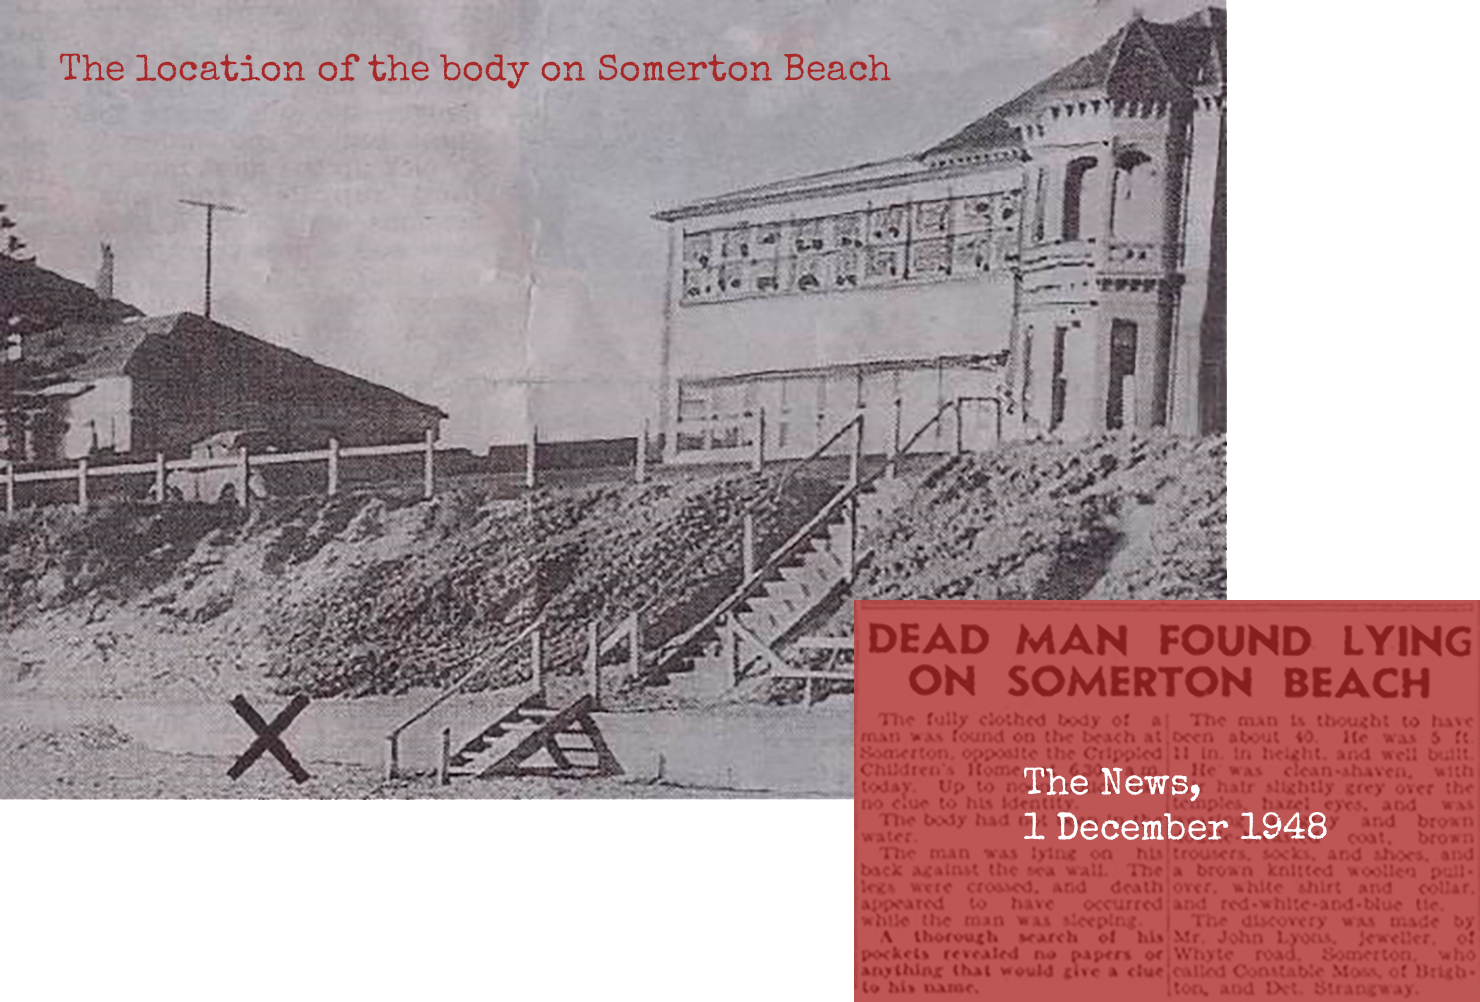 The location of the body on Somerton Beach
DEAD MAN FOUND LYING
ON SOMERTON BEACH
The fully clothed body of a
man was found on the beach at
Somerton, opposite the Crippled
Children's Home
today. Up to
no clue to his identity.
The body had
water.
The man was lying on his
back against the sea wall. The
legs were crossed, and death
appeared to have occurred
while the man was sleeping.
A thorough search of his
pockets revealed no papers or
anything that would give a clue
to his name.
The man is thought to have
been about 40. He was 5 ft.
11 in. in height, and well built.
He was clean-shaven, with
hair slightly grey over the
temples, hazel eyes, and was
and brown
coat, brown
trousers, socks, and shoes, and
a brown knitted woollen pull-
over, white shirt and collar,
and red-white-and-blue tie.
The discovery was made by
Mr. John Lyons, jeweller, of
Whyte road, Somerton, who
called Constable Moss, of Brigh-
ton, and Det. Strangway.
The News,
1 December 1948